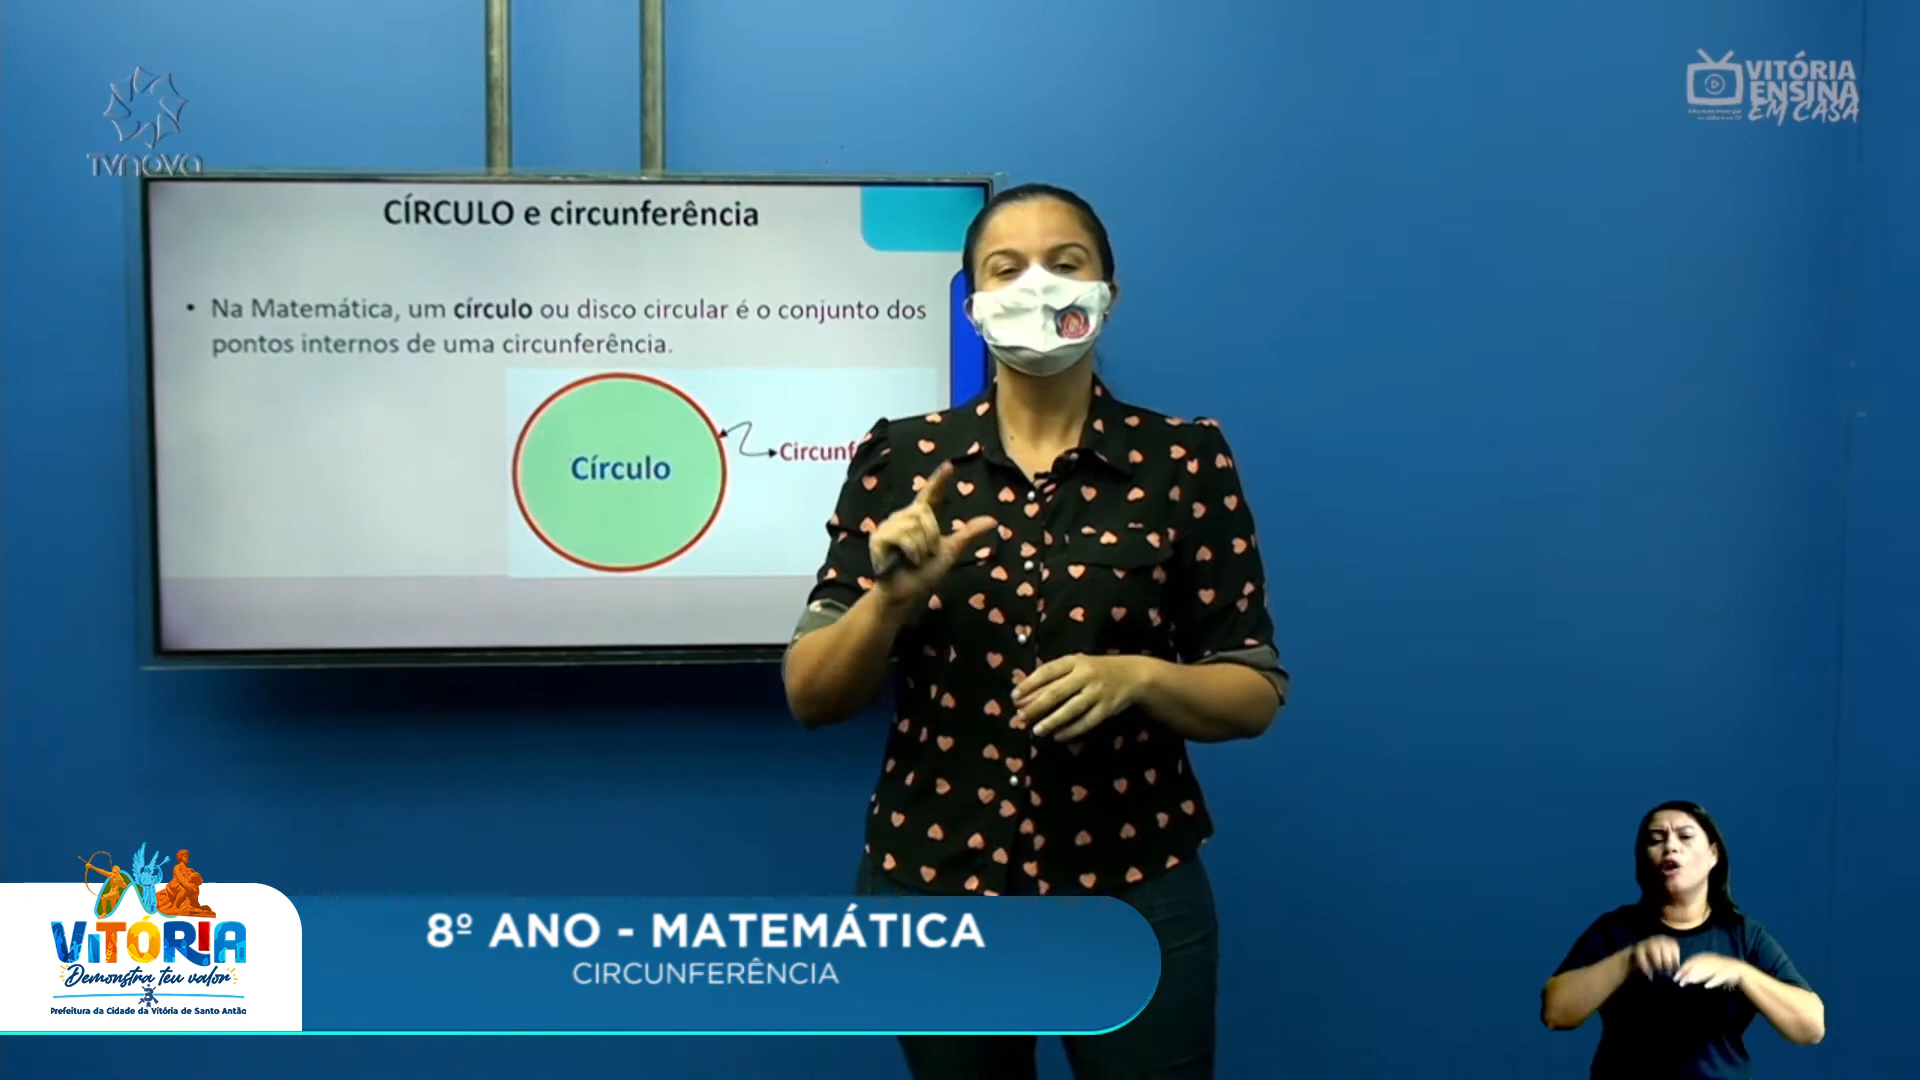 TVNOVA
VITÓRIA
ENSINA
EM CASA
CÍRCULO e circunferência
• Na Matemática, um círculo ou disco circular é o conjunto dos
pontos internos de uma circunferência.
Círculo
Circunf
8º ANO - MATEMÁTICA
CIRCUNFERÊNCIA
VITÓRIA
Demonstra teu valor
Prefeitura da Cidade da Vitória de Santo Antão